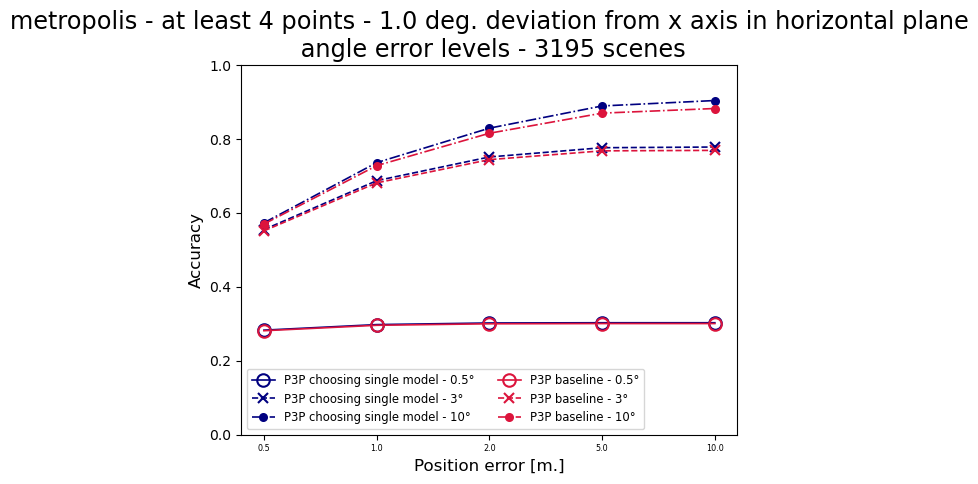 metropolis - at least 4 points - 1.0 deg. deviation from x axis in horizontal plane
angle error levels - 3195 scenes
1.0
0.8
0.6
0.4
0.2
0.0
Accuracy
P3P choosing single model - 0.5°
P3P choosing single model - 3°
P3P choosing single model - 10°
P3P baseline - 0.5°
P3P baseline - 3°
P3P baseline - 10°
0.5 1.0 2.0 5.0 10.0
Position error [m.]